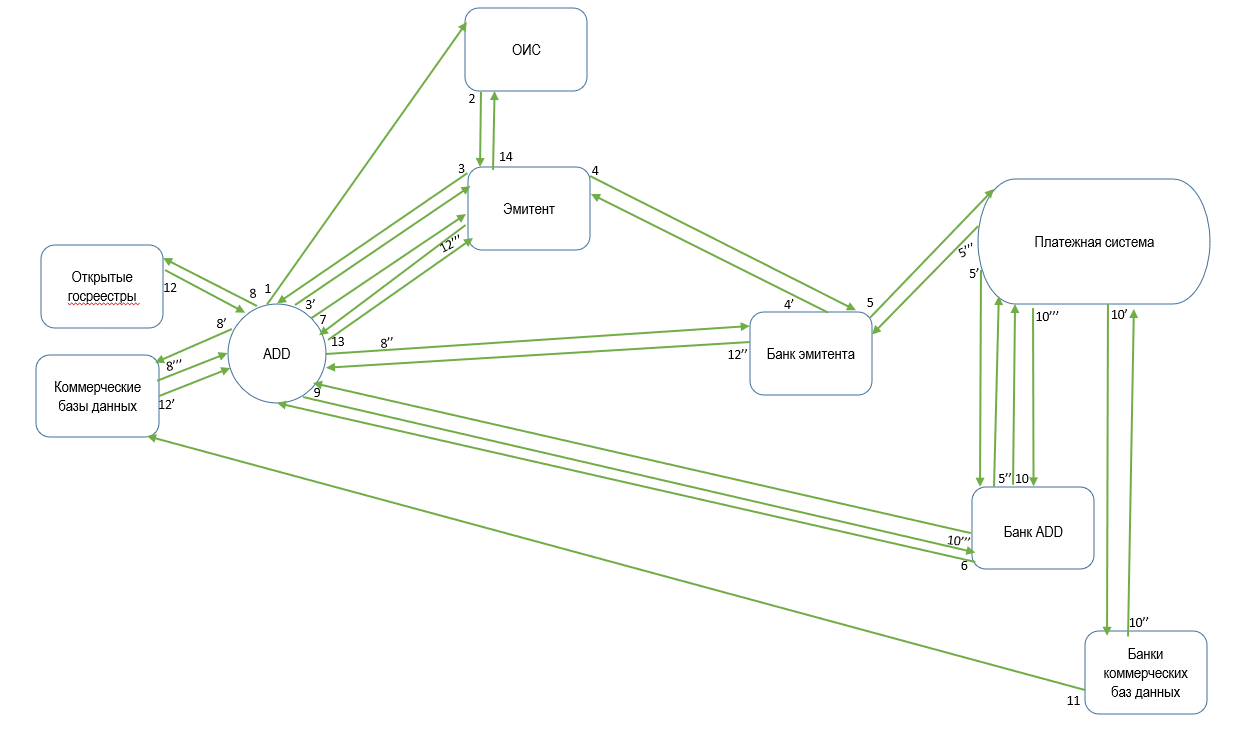 ОИС
2
14
3
Эмитент
4
12′′′
Платежная система
5′′′
5′
Открытые
госреестры
12
8
1
3′
7
13
4′
5
10′′′
10′
8′
ADD
8′′
12′′
Банк эмитента
8′′′
Коммерческие
базы данных
12′
9
5′′
10
Банк ADD
10′′′
6
10′′
Банки
коммерческих
баз данных
11